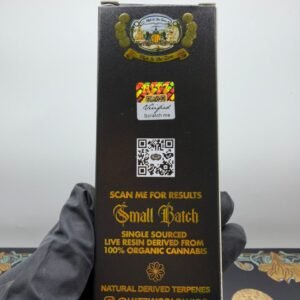 Verified
Scratch me
SCAN ME FOR RESULTS
Small Batch
SINGLE SOURCED
LIVE RESIN DERIVED FROM
100% ORGANIC CANNABIS
NATURAL DERIVED TERPENES